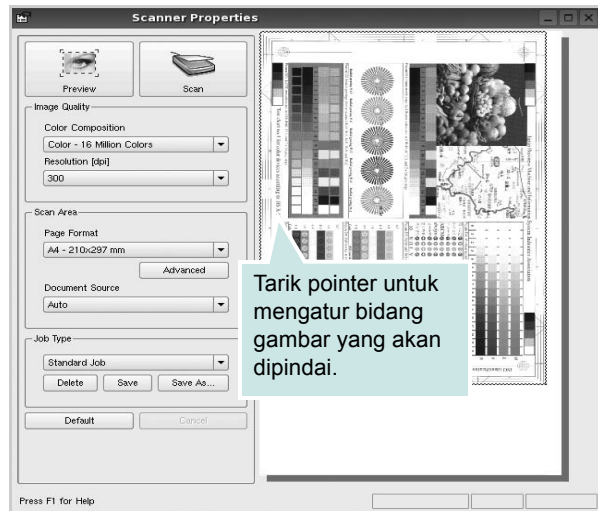 Scanner Properties
Preview
Scan
Image Quality
Color Composition
Color - 16 Million Colors
Resolution [dpi]
300
Scan Area
Page Format
A4 - 210x297 mm
Advanced
Document Source
Auto
Job Type
Standard Job
Delete
Save
Save As...
Default
Cancel
Tarik pointer untuk
mengatur bidang
gambar yang akan
dipindai.
Press F1 for Help